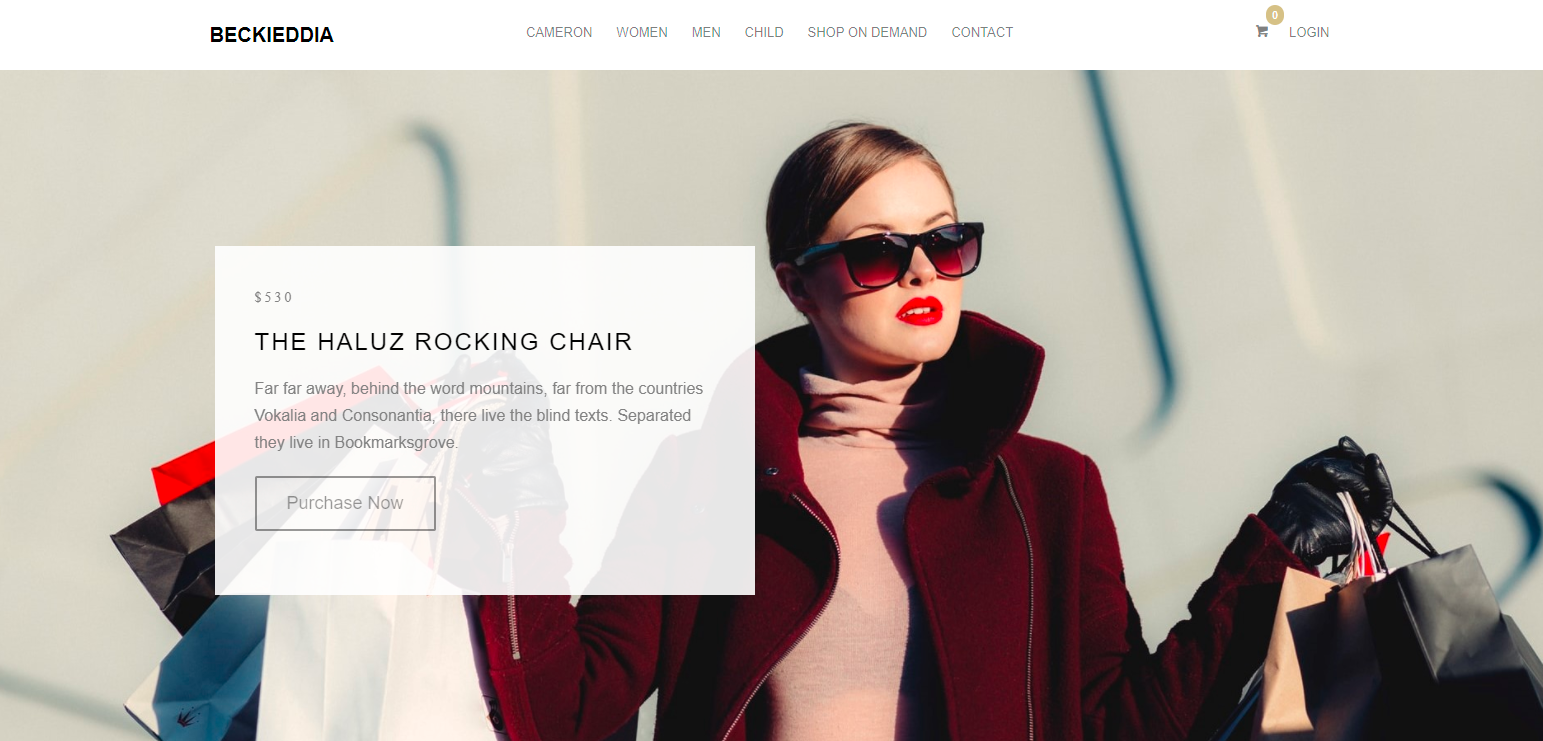 BECKIEDDIA
CAMERON WOMEN MEN CHILD SHOP ON DEMAND CONTACT
0
LOGIN
$530
THE HALUZ ROCKING CHAIR
Far far away, behind the word mountains, far from the countries
Vokalia and Consonantia, there live the blind texts. Separated
they live in Bookmarksgrove.
Purchase Now